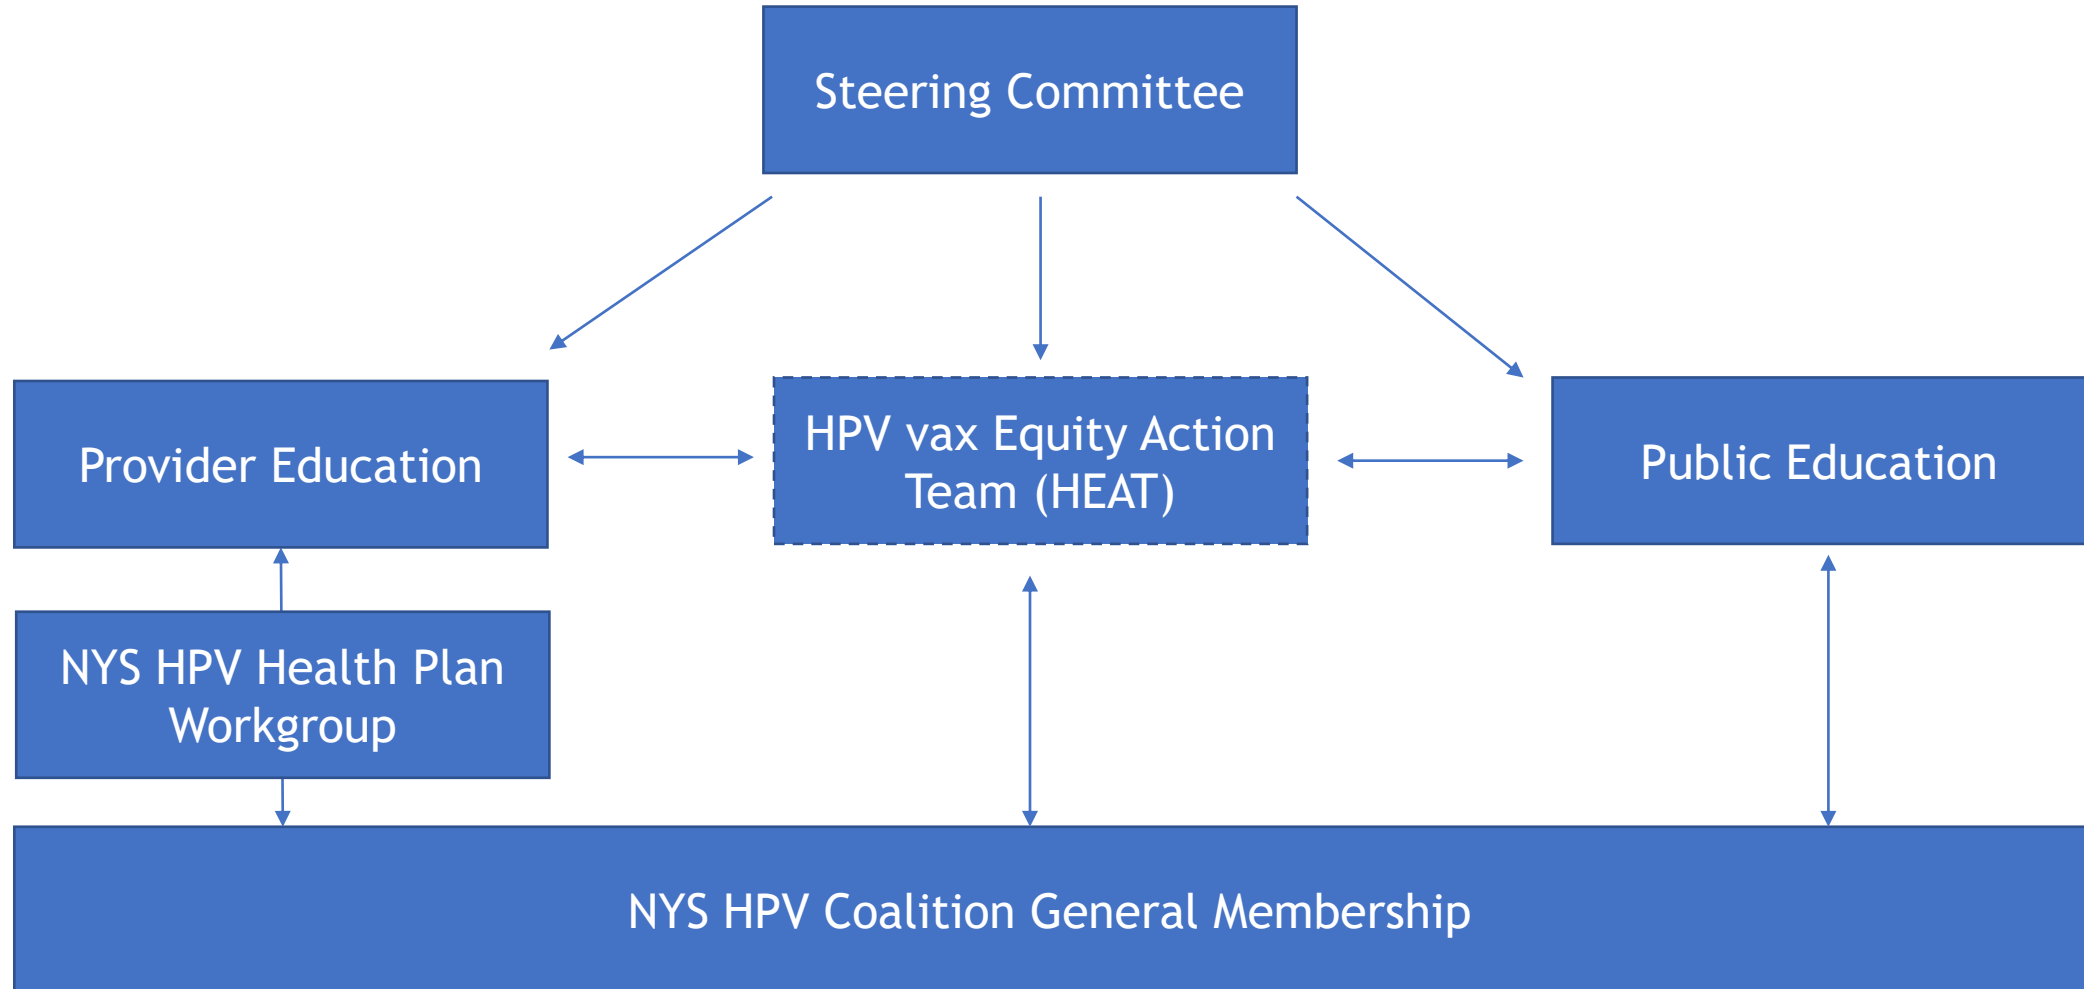 Steering Committee
Provider Education
HPV vax Equity Action
Team (HEAT)
Public Education
NYS HPV Health Plan
Workgroup
NYS HPV Coalition General Membership